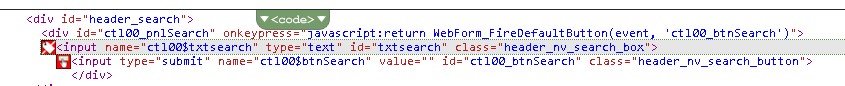 ▼<code>
<div id="header_search">
<div id="ctl00_pnlSearch" onkeypress="javascript:return WebForm_FireDefaultButton(event, 'ctl00_btnSearch')">
<input name="ctl00$txtsearch" type="text" id="txtsearch" class="header_nv_search_box">
<input type="submit" name="ctl00$btnSearch" value="" id="ctl00_btnSearch" class="header_nv_search_button">
</div>